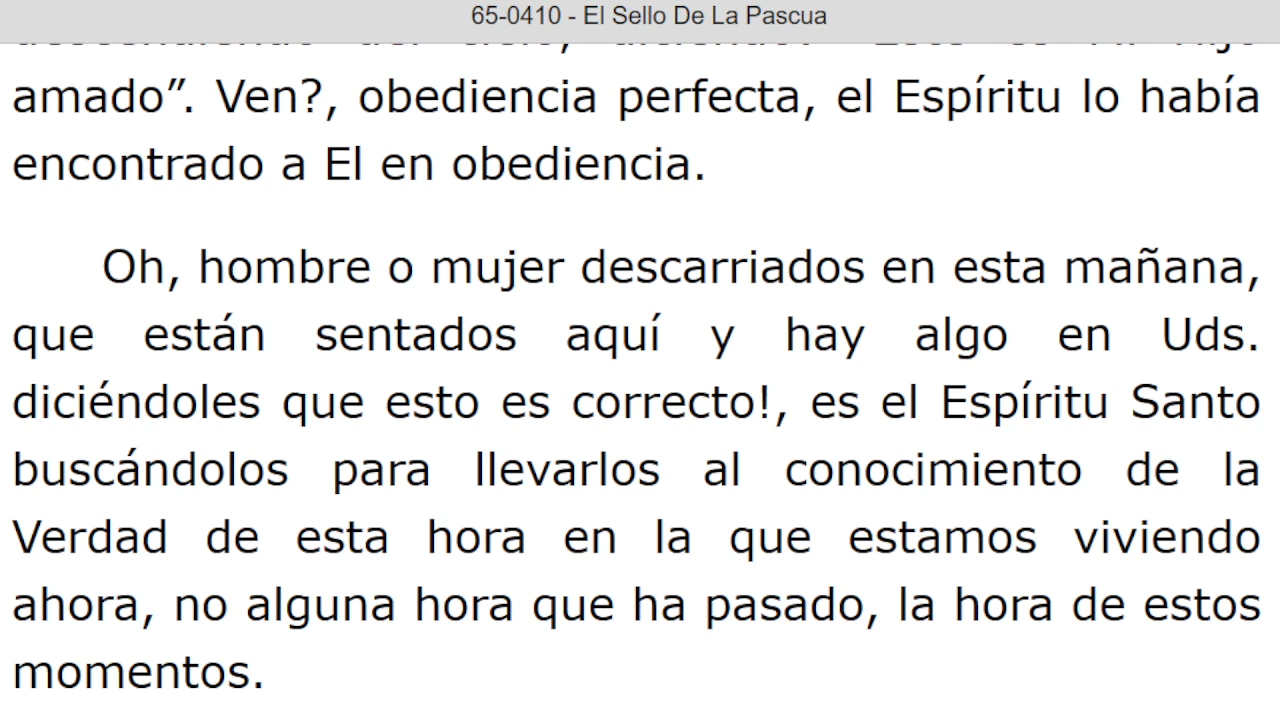 65-0410 - El Sello De La Pascua
amado”. Ven?, obediencia perfecta, el Espíritu lo había
encontrado a El en obediencia.
Oh, hombre o mujer descarriados en esta mañana,
que están sentados aquí y hay algo en Uds.
diciéndoles que esto es correcto!, es el Espíritu Santo
buscándolos para llevarlos al conocimiento de la
Verdad de esta hora en la que estamos viviendo
ahora, no alguna hora que ha pasado, la hora de estos
momentos.